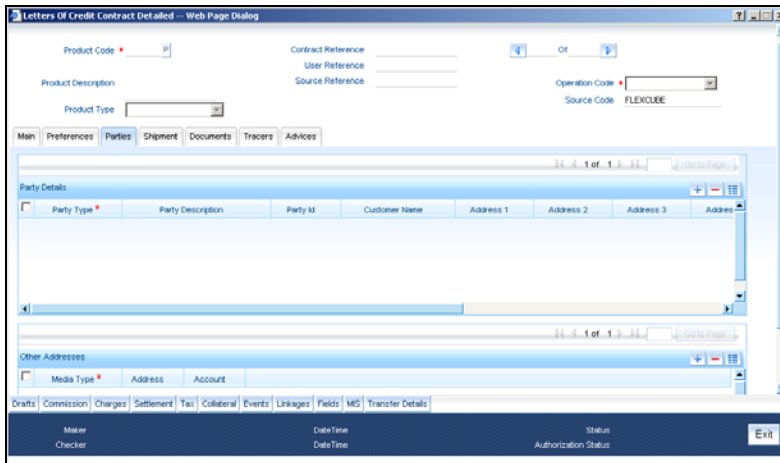 Letters Of Credit Contract Detailed -- Web Page Dialog
Product Code * Contract Reference Of
User Reference
Product Description Source Reference Operation Code *
Product Type Source Code FLEXCUBE
Main Preferences Parties Shipment Documents Tracers Advices
1 of 1 Go to Page
Party Details
Party Type * Party Description Party Id Customer Name Address 1 Address 2 Address 3 Addres
1 of 1 Go to Page
Other Addresses
Media Type * Address Account
Drafts Commission Charges Settlement Tax Collateral Events Linkages Fields MIS Transfer Details
Maker DateTime Status
Checker DateTime Authorization Status
Exit